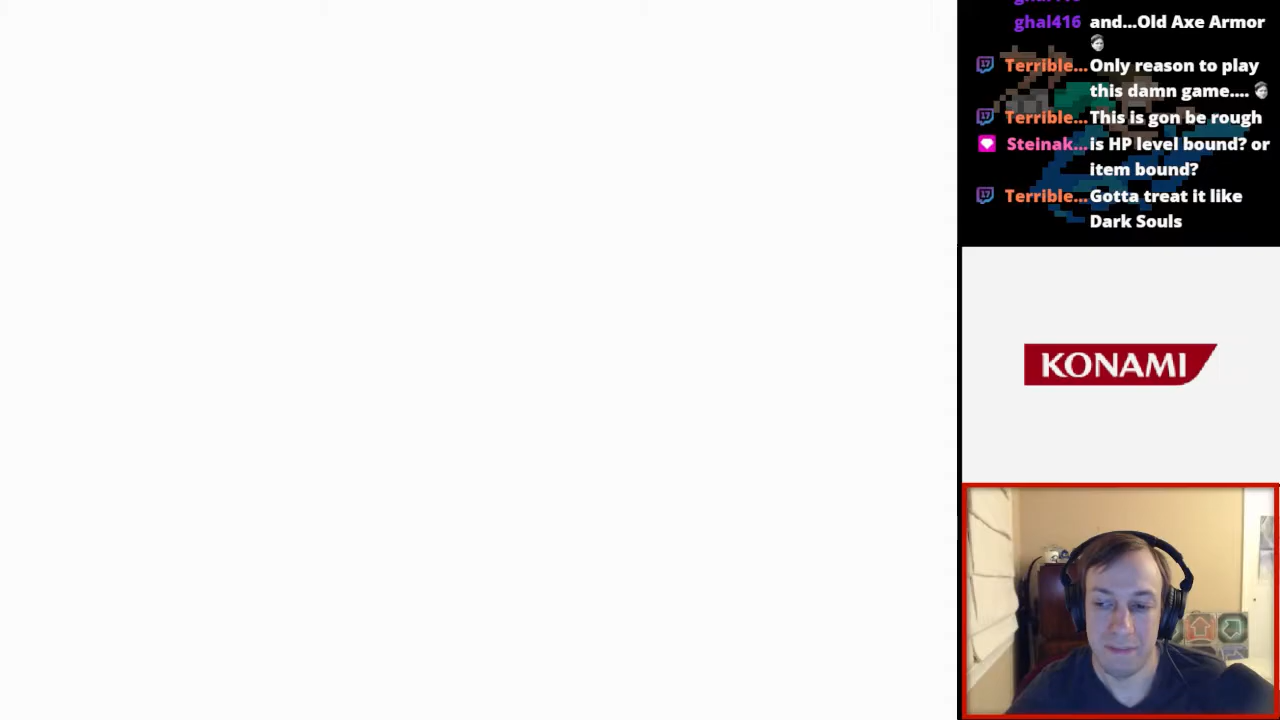 ghal416 and...Old Axe Armor
Terrible... Only reason to play
this damn game....
Terrible... This is gon be rough
Steinak... is HP level bound? or
item bound?
Terrible... Gotta treat it like
Dark Souls
KONAMI